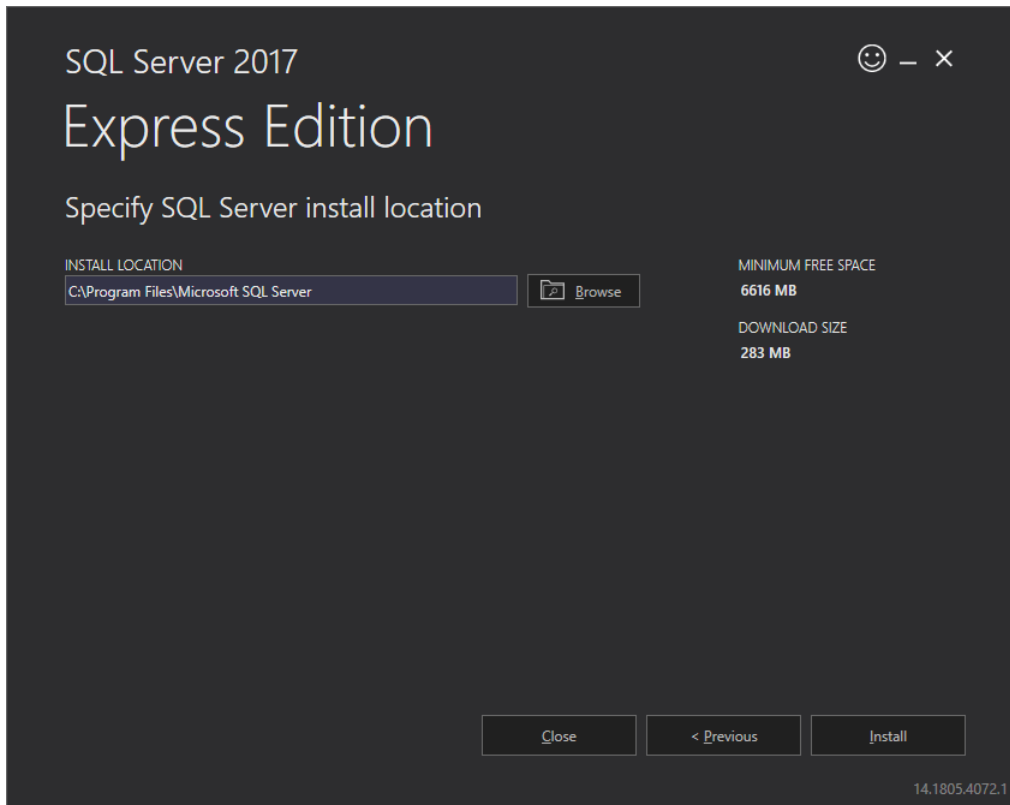 SQL Server 2017
Express Edition
Specify SQL Server install location
INSTALL LOCATION
C:\Program Files\Microsoft SQL Server
Browse
MINIMUM FREE SPACE
6616 MB
DOWNLOAD SIZE
283 MB
Close
< Previous
Install
14.1805.4072.1